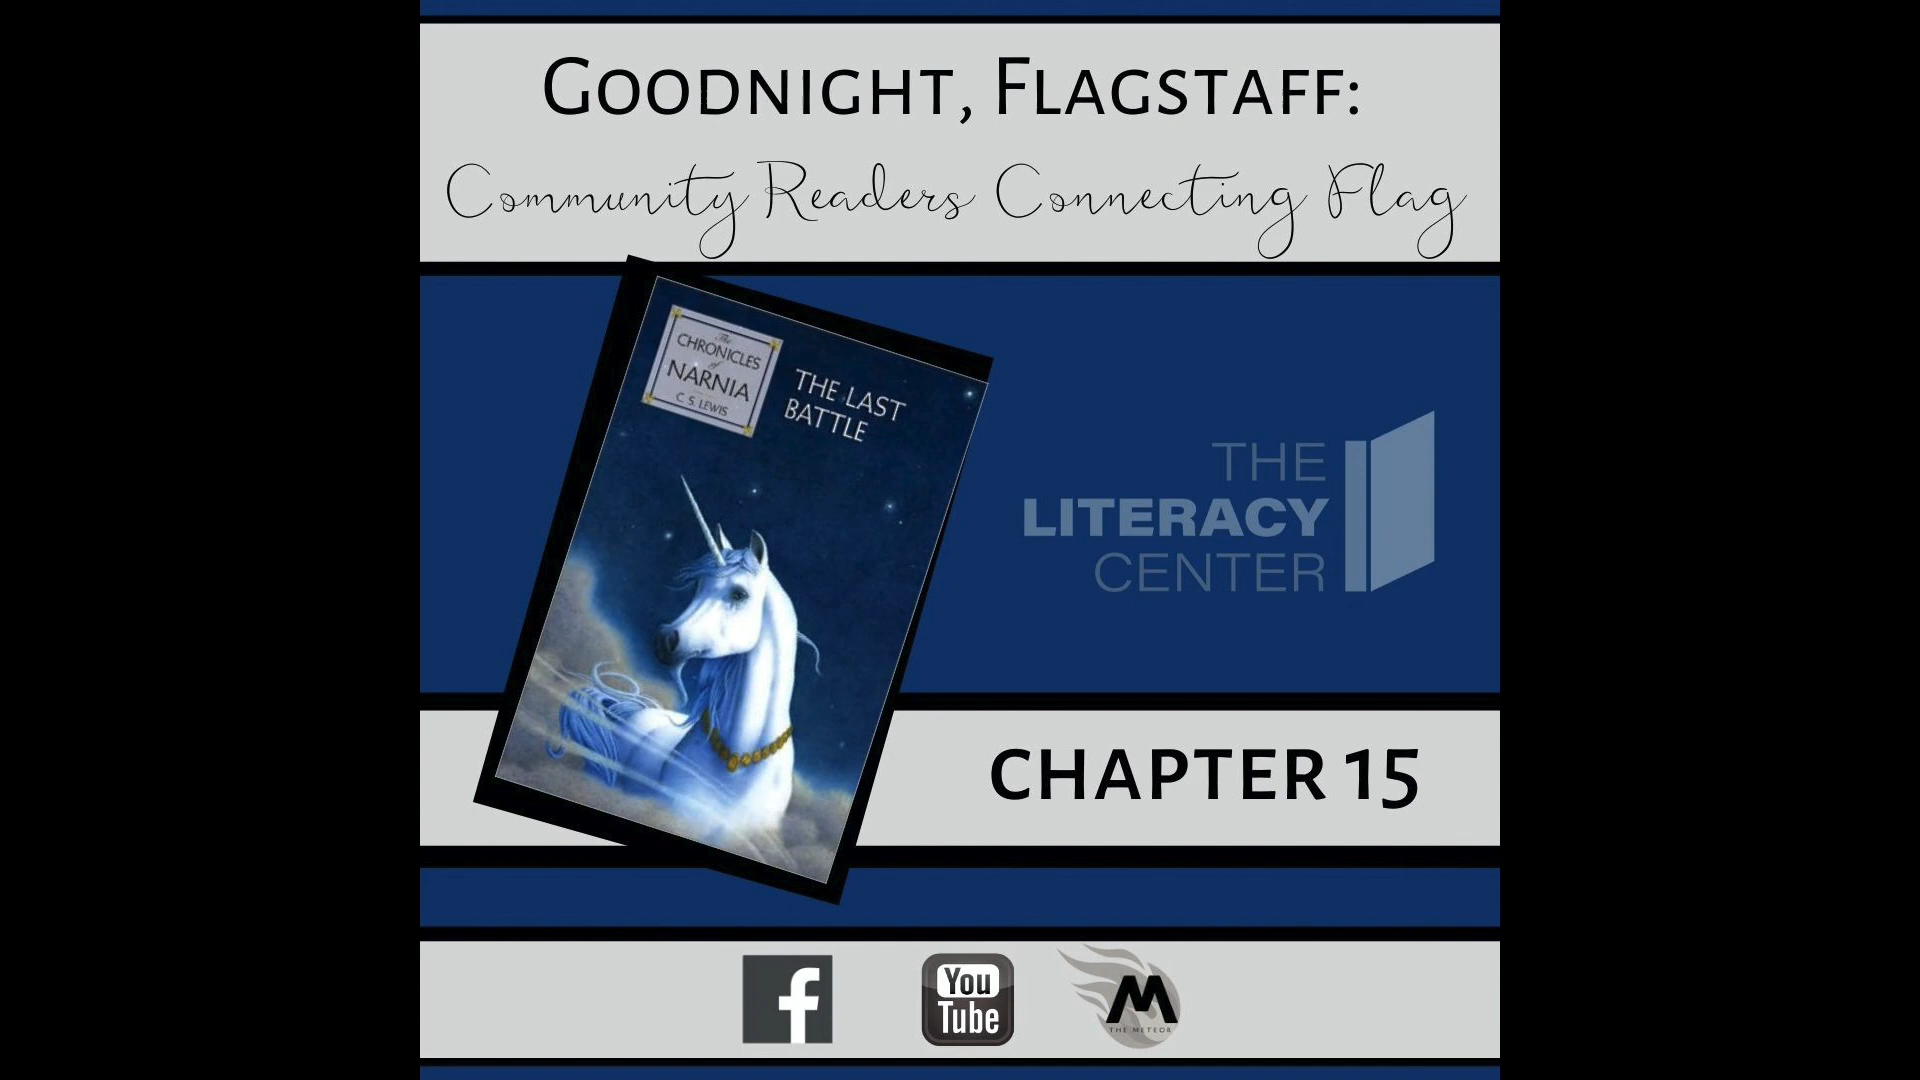 GOODNIGHT, FLAGSTAFF:
Community Readers Connecting Flag
The
CHRONICLES
of
NARNIA
C. S. LEWIS
THE LAST
BATTLE
THE
LITERACY
CENTER
CHAPTER 15
f
You
Tube
M
THE METEOR